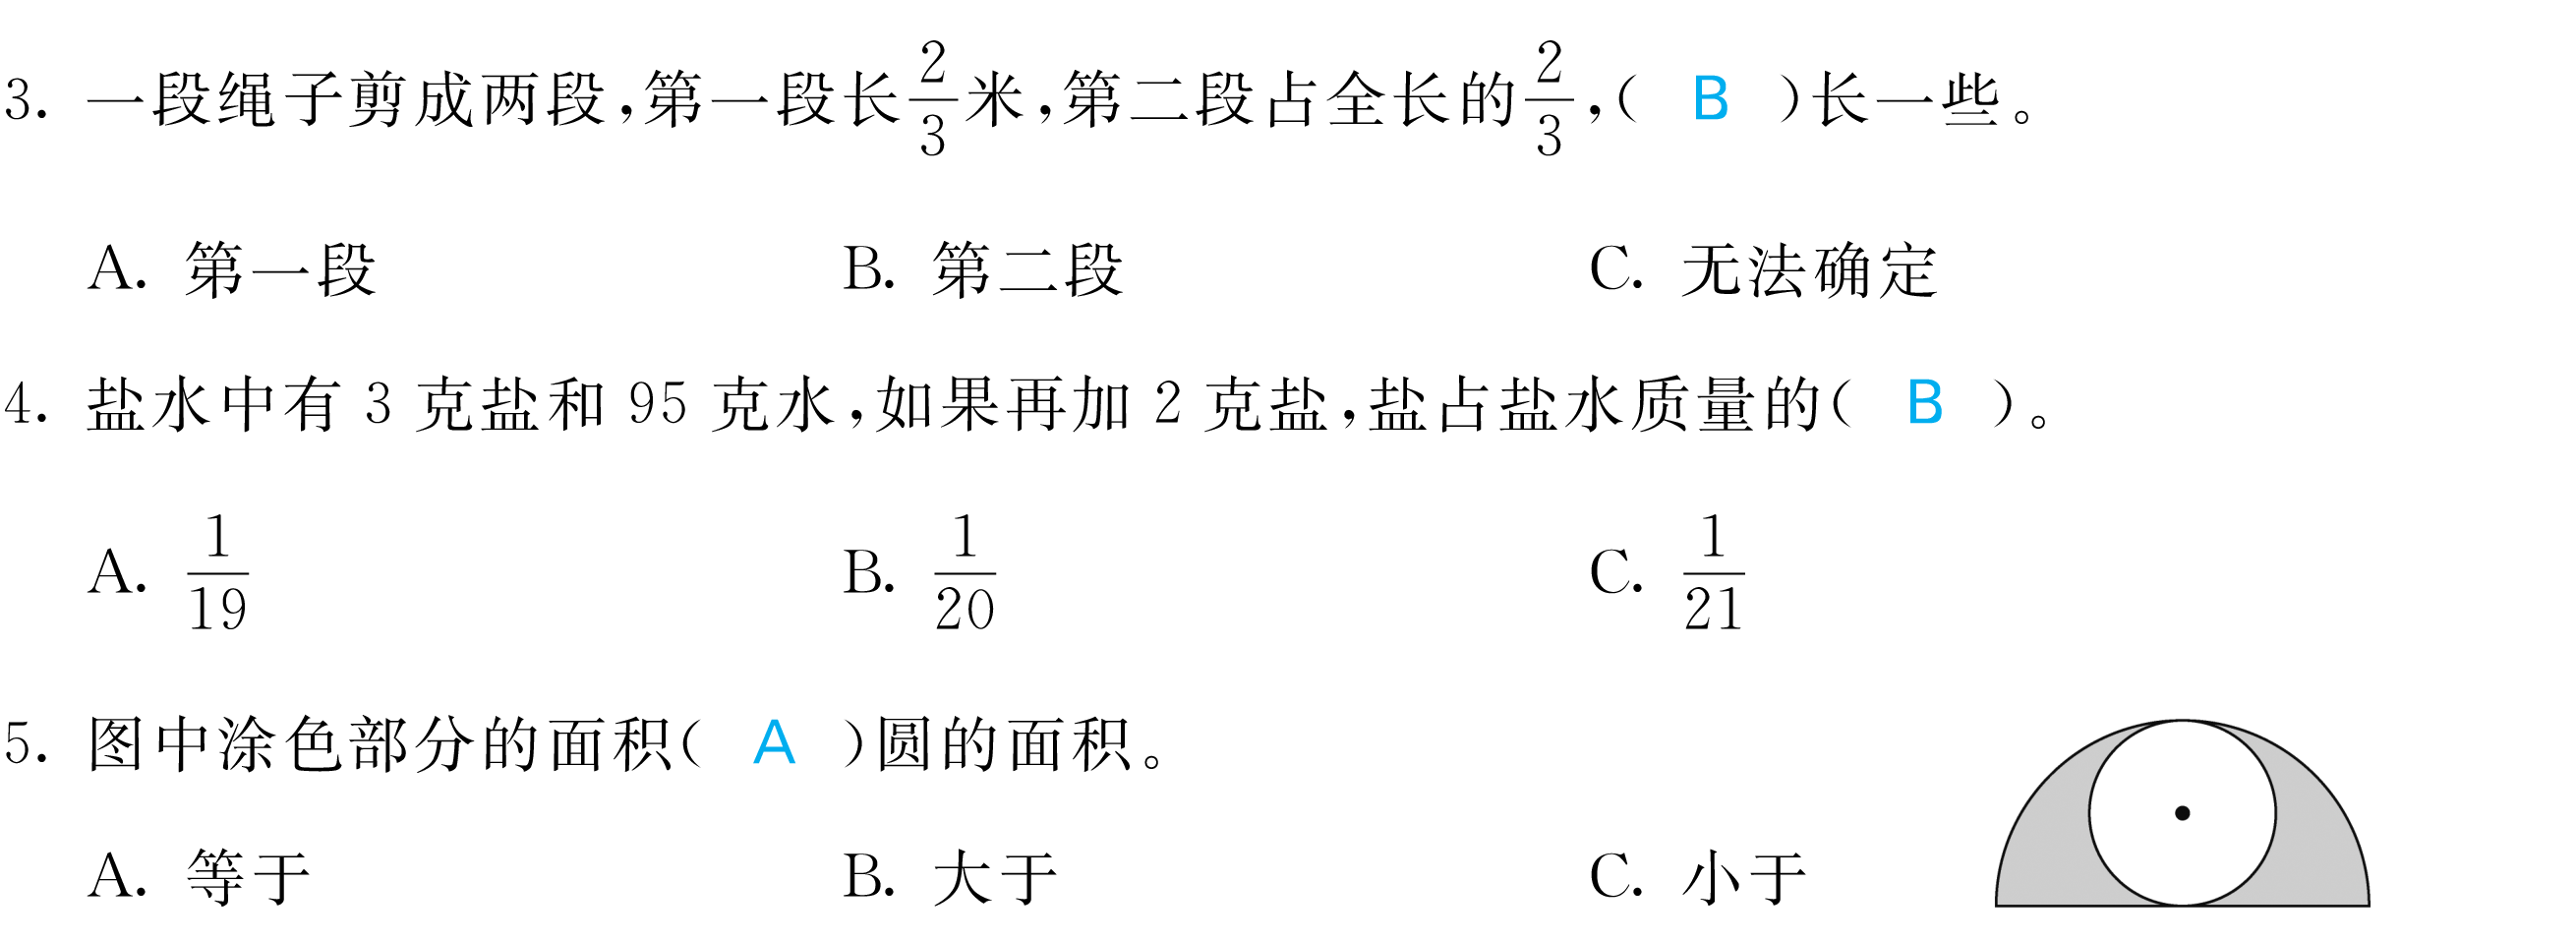 3. 一段绳子剪成两段,第一段长2/3米,第二段占全长的2/3,( B )长一些。
A. 第一段 B. 第二段 C. 无法确定
4. 盐水中有 3 克盐和 95 克水,如果再加 2 克盐,盐占盐水质量的( B )。
A. 1/19 B. 1/20 C. 1/21
5. 图中涂色部分的面积( A )圆的面积。
A. 等于 B. 大于 C. 小于